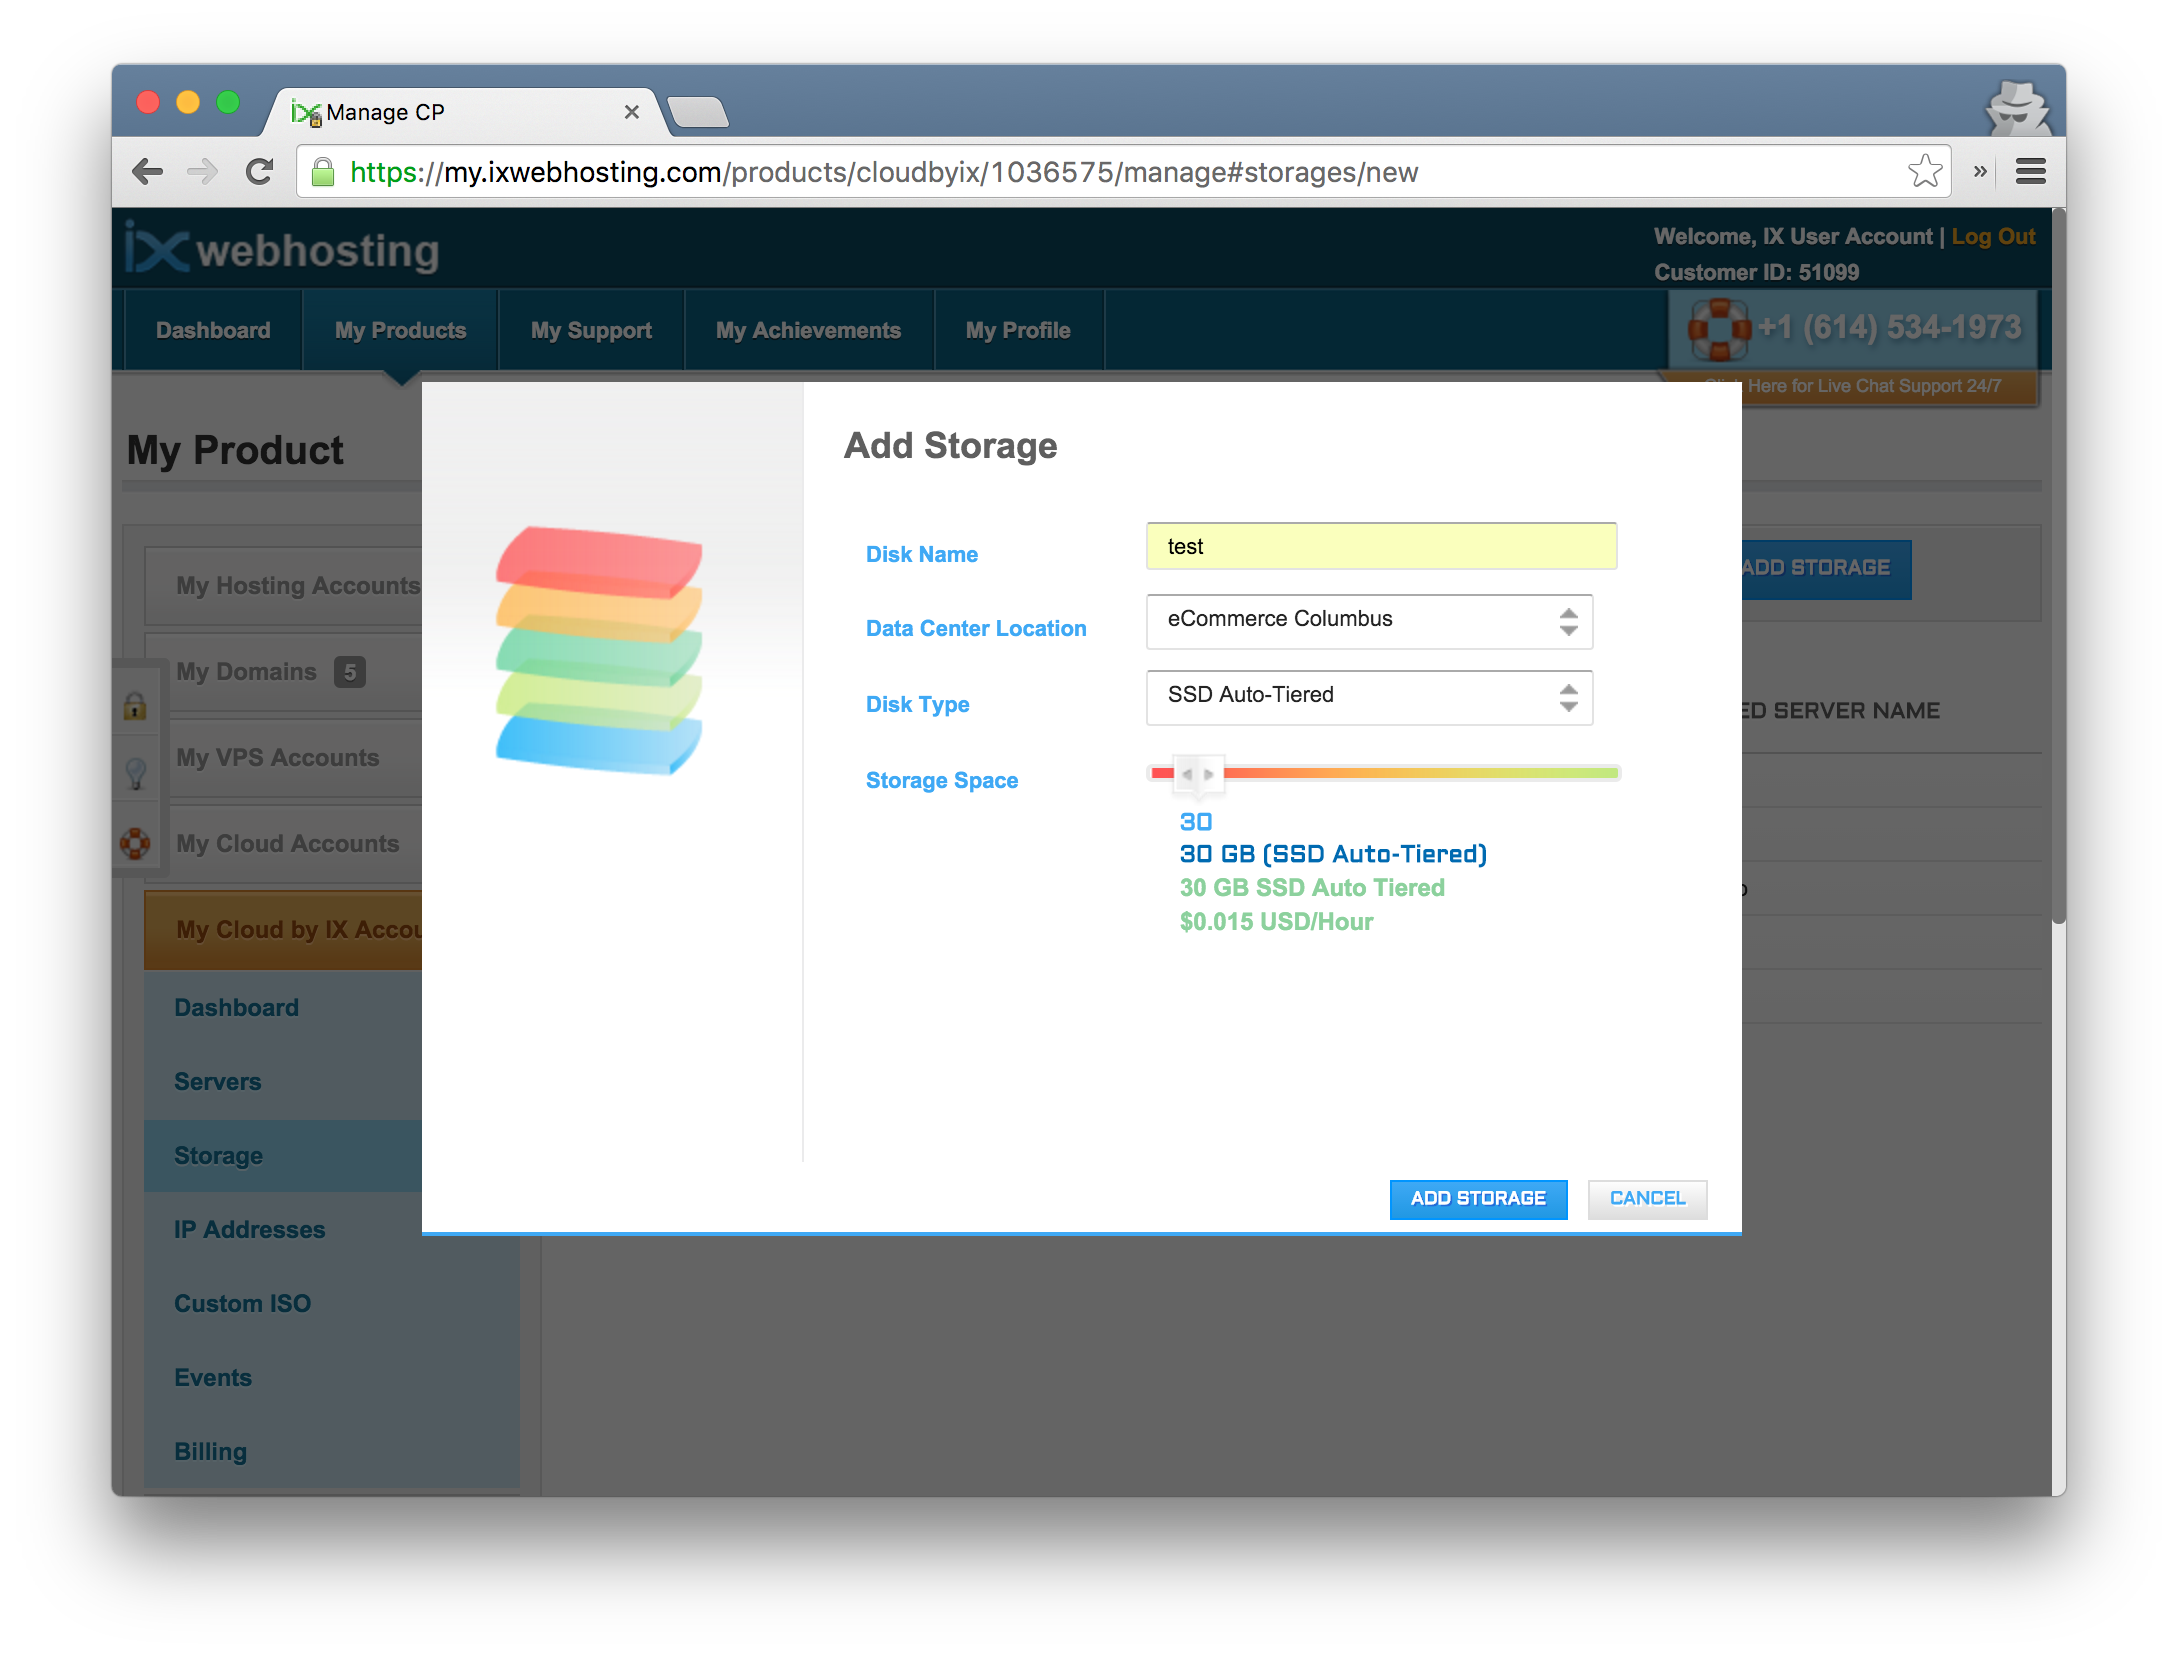 Manage CP
https://my.ixwebhosting.com/products/cloudbyix/1036575/manage#storages/new
ix webhosting
Welcome, IX User Account | Log Out
Customer ID: 51099
Dashboard
My Products
My Support
My Achievements
My Profile
+1 (614) 534-1973
Here for Live Chat Support 24/7
My Product
My Hosting Accounts
My Domains 5
My VPS Accounts
My Cloud Accounts
My Cloud by IX Accou
Dashboard
Servers
Storage
IP Addresses
Custom ISO
Events
Billing
ADD STORAGE
ED SERVER NAME
Add Storage
Disk Name
test
Data Center Location
eCommerce Columbus
Disk Type
SSD Auto-Tiered
Storage Space
30
30 GB (SSD Auto-Tiered)
30 GB SSD Auto Tiered
$0.015 USD/Hour
ADD STORAGE
CANCEL